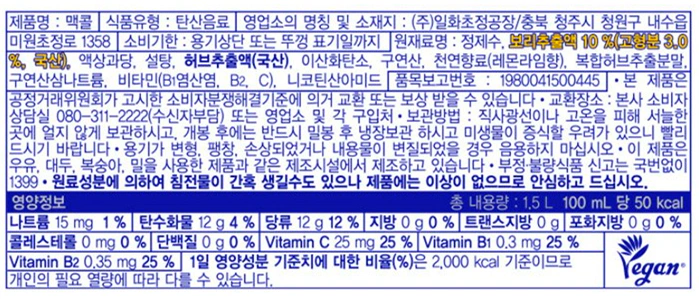 제품명 : 맥콜 식품유형 : 탄산음료 영업소의 명칭 및 소재지 : (주)일화초정공장/충북 청주시 청원구 내수읍
미원초정로 1358 소비기한 : 용기상단 또는 뚜껑 표기일까지 원재료명 : 정제수, 보리추출액 10 %(고형분 3.0
%, 국산), 액상과당, 설탕, 허브추출액(국산), 이산화탄소, 구연산, 천연향료(레몬라임향), 복합허브추출분말,
구연산삼나트륨, 비타민(B1염산염, B2, C), 니코틴산아미드 품목보고번호 : 1980041500445 • 본 제품은
공정거래위원회가 고시한 소비자분쟁해결기준에 의거 교환 또는 보상 받을 수 있습니다 • 교환장소 : 본사 소비자
상담실 080-311-2222(수신자부담) 또는 영업소 및 각 구입처 • 보관방법 : 직사광선이나 고온을 피해 서늘한
곳에 얼지 않게 보관하시고, 개봉 후에는 반드시 밀봉 후 냉장보관 하시고 미생물이 증식할 우려가 있으니 빨리
드시기 바랍니다 • 용기가 변형, 팽창, 손상되었거나 내용물이 변질되었을 경우 음용하지 마십시오 • 이 제품은
우유, 대두, 복숭아, 밀을 사용한 제품과 같은 제조시설에서 제조하고 있습니다 • 부정·불량식품 신고는 국번없이
1399 • 원료성분에 의하여 침전물이 간혹 생길수도 있으나 제품에는 이상이 없으므로 안심하고 드십시오.
영양정보 총 내용량 : 1.5 L 100 mL 당 50 kcal
나트륨 15 mg 1 % 탄수화물 12 g 4 % 당류 12 g 12 % 지방 0 g 0 % 트랜스지방 0 g 포화지방 0 g 0 %
콜레스테롤 0 mg 0 % 단백질 0 g 0 % Vitamin C 25 mg 25 % Vitamin B1 0.3 mg 25 %
Vitamin B2 0.35 mg 25 % 1일 영양성분 기준치에 대한 비율(%)은 2,000 kcal 기준이므로
개인의 필요 열량에 따라 다를 수 있습니다.
Vegan